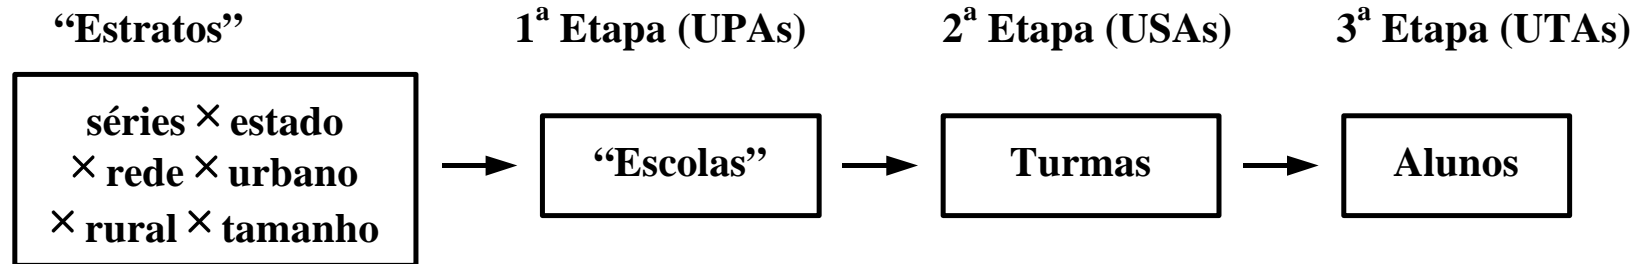 “Estratos” 1ª Etapa (UPAs) 2ª Etapa (USAs) 3ª Etapa (UTAs)
séries × estado
× rede × urbano
× rural × tamanho
“Escolas”
Turmas
Alunos